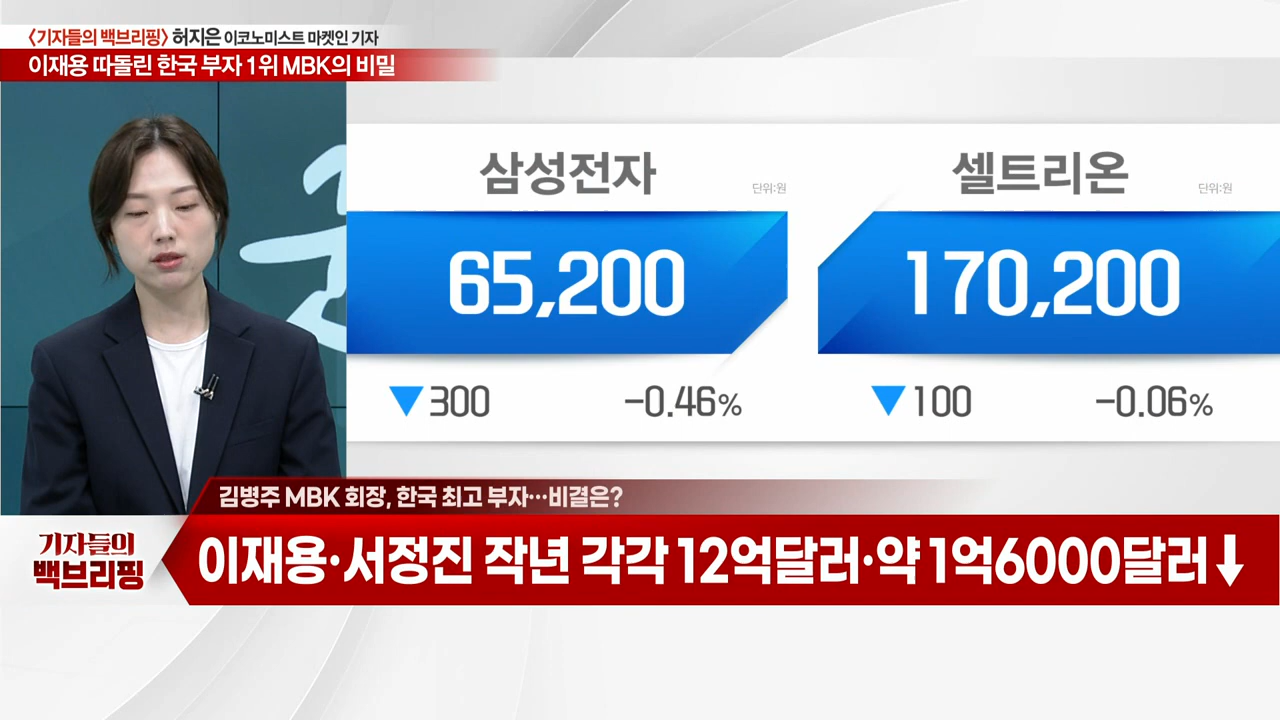 <기자들의 백브리핑> 허지은 이코노미스트 마켓인 기자
이재용 따돌린 한국 부자 1위 MBK의 비밀
삼성전자
단위:원
65,200
▼300 -0.46%
셀트리온
단위:원
170,200
▼100 -0.06%
김병주 MBK 회장, 한국 최고 부자…비결은?
기자들의
백브리핑
이재용·서정진 작년 각각 12억달러·약 1억6000달러↓